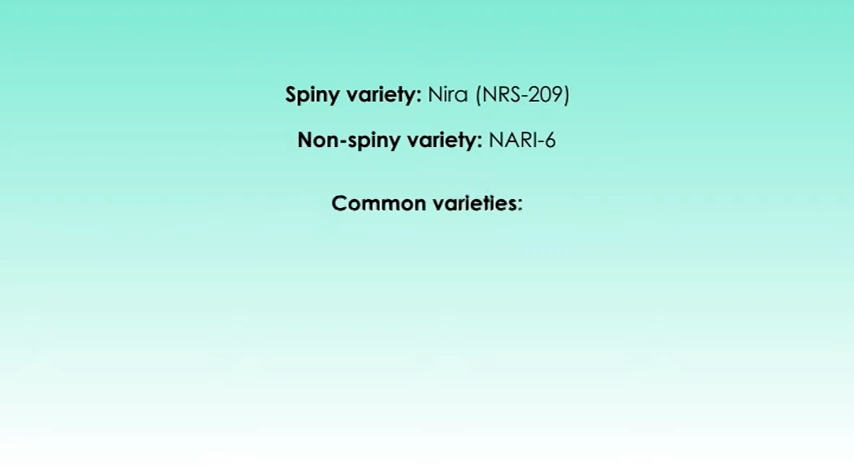 Spiny variety: Nira (NRS-209)
Non-spiny variety: NARI-6
Common varieties: